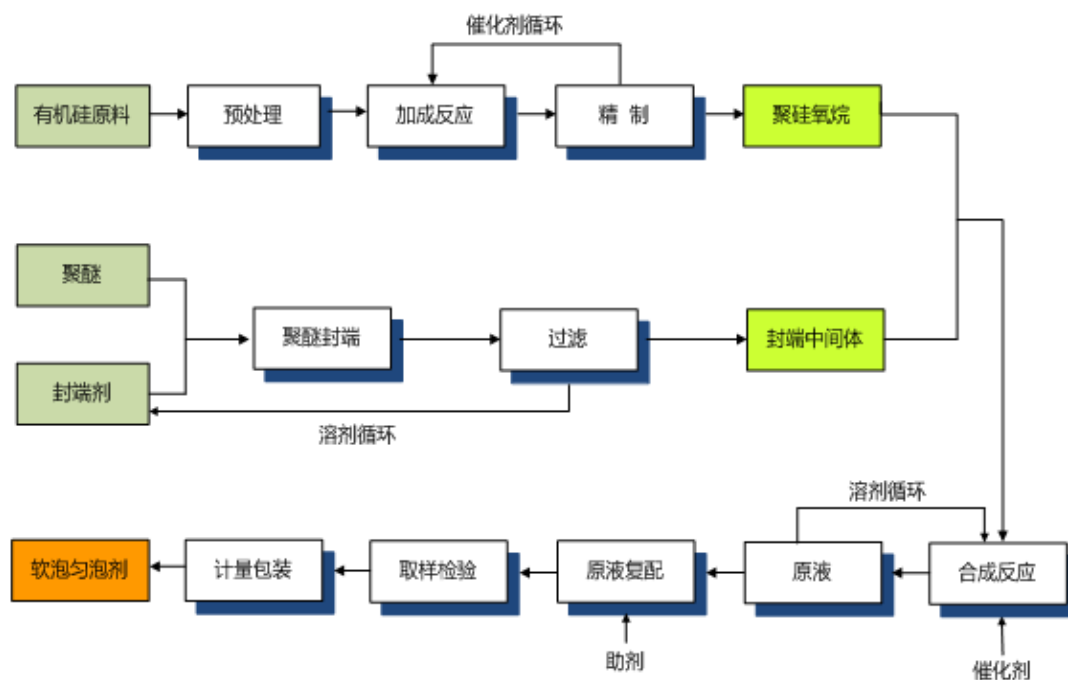 催化剂循环
有机硅原料
预处理
加成反应
精 制
聚硅氧烷
聚醚
聚醚封端
过滤
封端中间体
封端剂
溶剂循环
溶剂循环
软泡匀泡剂
计量包装
取样检验
原液复配
原液
合成反应
助剂
催化剂